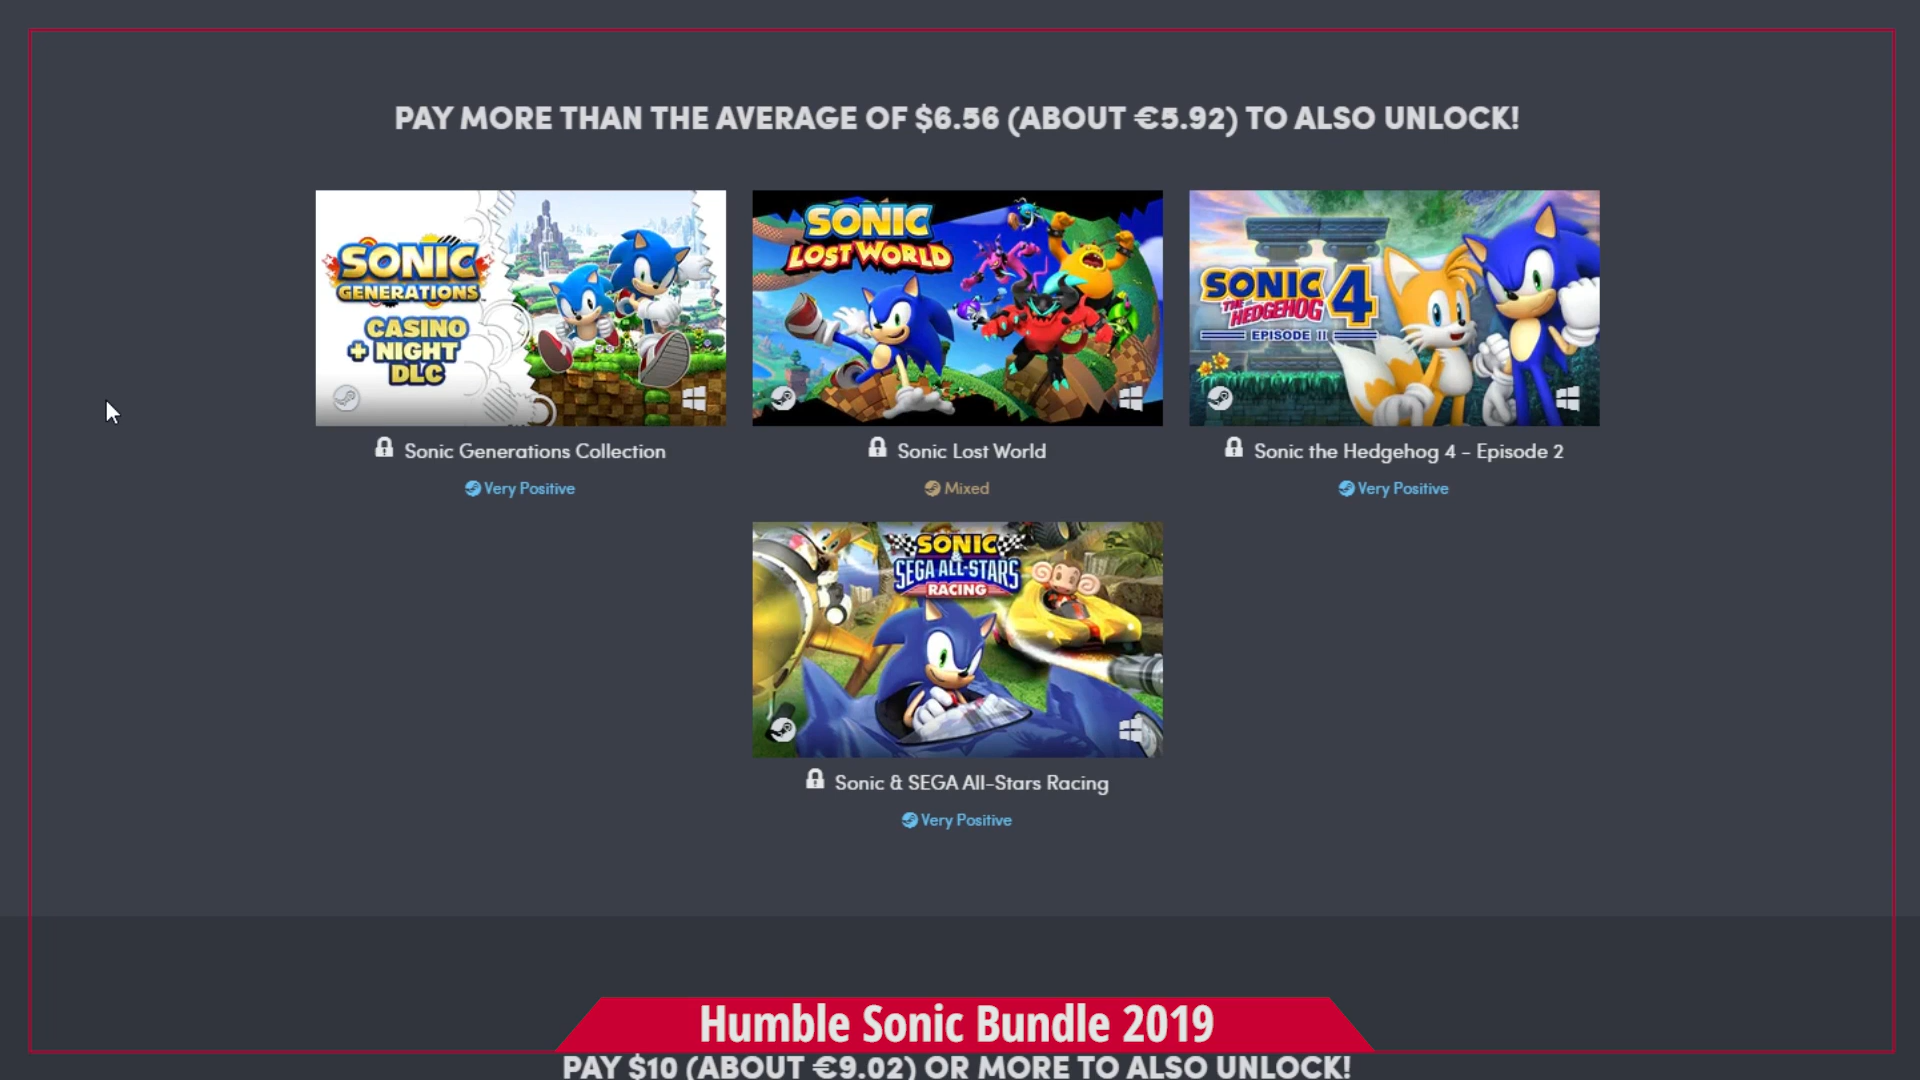 PAY MORE THAN THE AVERAGE OF $6.56 (ABOUT €5.92) TO ALSO UNLOCK!
SONIC
GENERATIONS
CASINO
+ NIGHT
DLC
SONIC
LOST WORLD
SONIC
THE
HEDGEHOG
4
EPISODE II
Sonic Generations Collection
Sonic Lost World
Sonic the Hedgehog 4 - Episode 2
Very Positive
Mixed
Very Positive
SONIC
&
SEGA ALL-STARS
RACING
Sonic & SEGA All-Stars Racing
Very Positive
Humble Sonic Bundle 2019
PAY $10 (ABOUT €9.02) OR MORE TO ALSO UNLOCK!